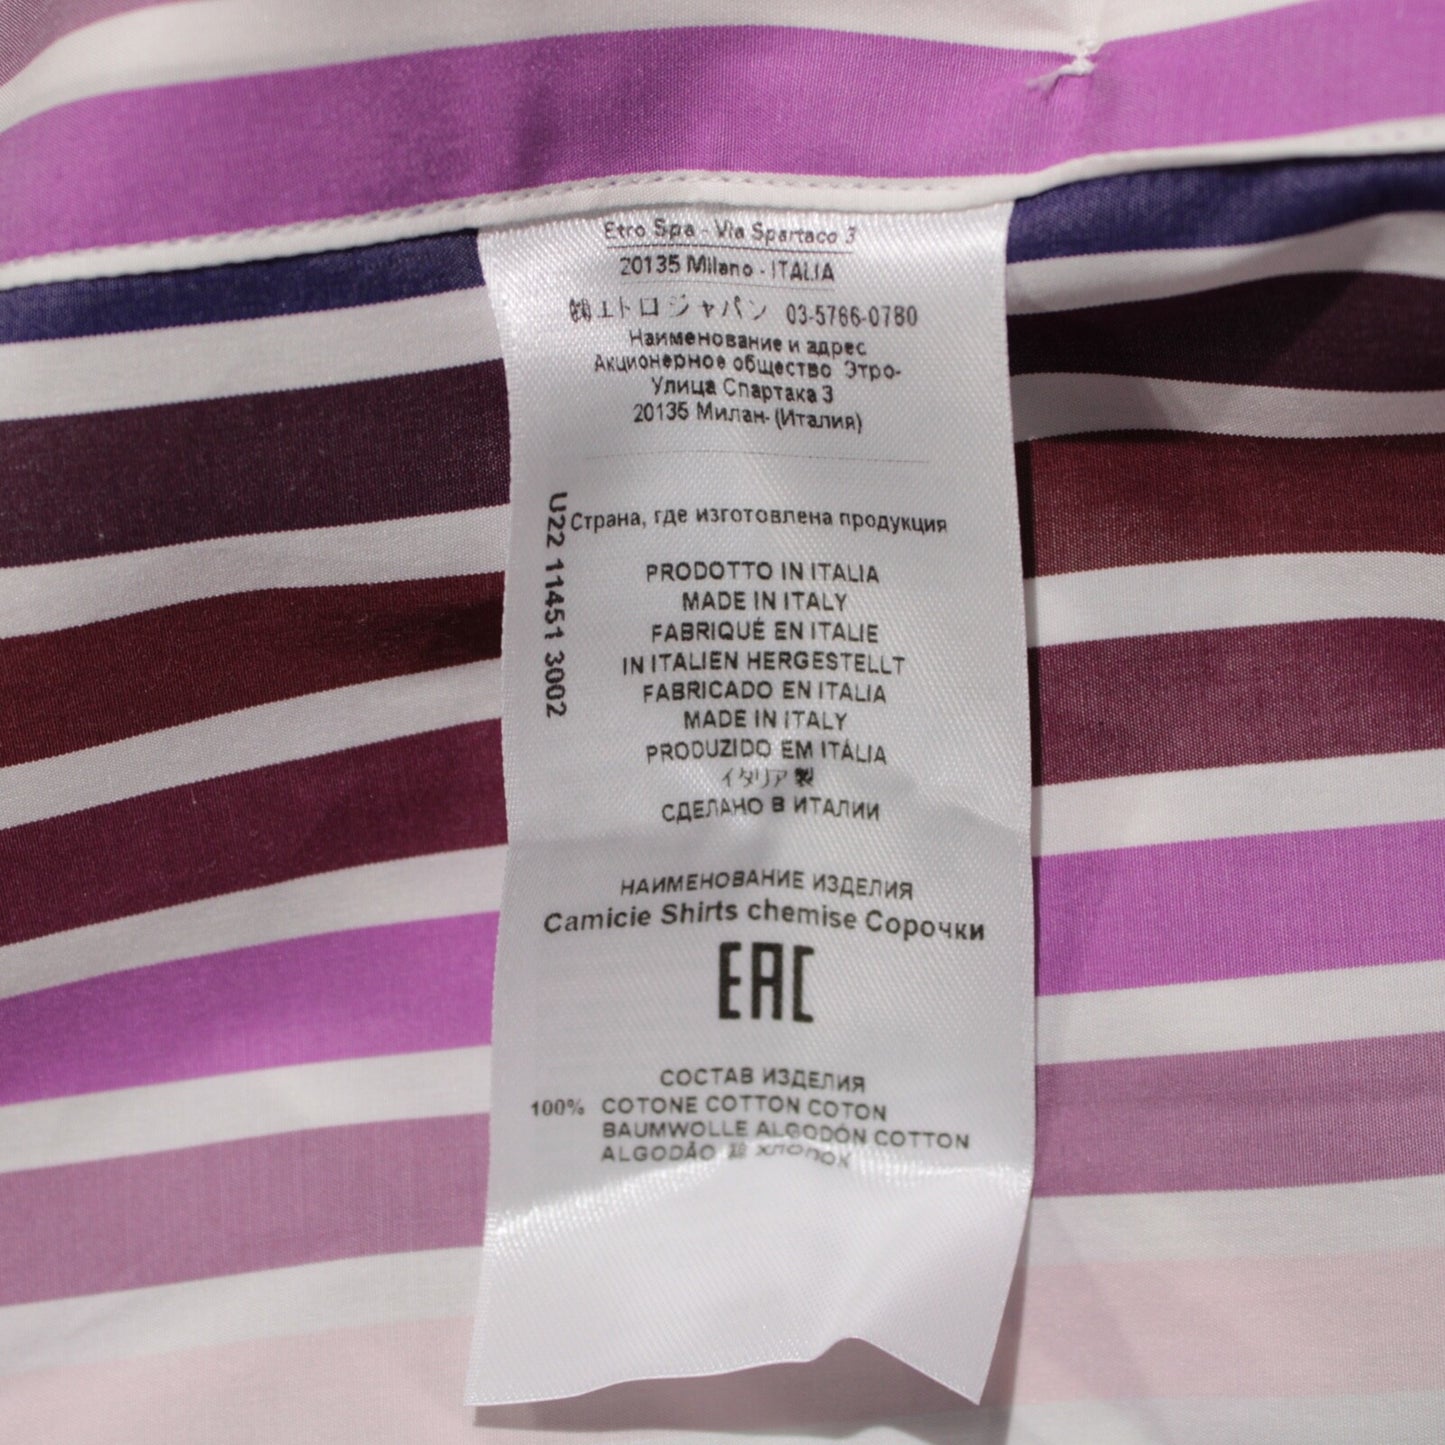 Etro Spa - Via Spartaco 3
20135 Milano - ITALIA
㈱エトロジャパン 03-5766-0780
Наименование и адрес
Акционерное общество Этро-
Улица Спартака 3
20135 Милан- (Италия)
U22 11451 3002
Страна, где изготовлена продукция
PRODOTTO IN ITALIA
MADE IN ITALY
FABRIQUÉ EN ITALIE
IN ITALIEN HERGESTELLT
FABRICADO EN ITALIA
MADE IN ITALY
PRODUZIDO EM ITÁLIA
イタリア製
СДЕЛАНО В ИТАЛИИ
НАИМЕНОВАНИЕ ИЗДЕЛИЯ
Camicie Shirts chemise Сорочки
EAC
СОСТАВ ИЗДЕЛИЯ
100% COTONE COTTON COTON
BAUMWOLLE ALGODÓN COTTON
ALGODÃO 綿 ХЛОПОК